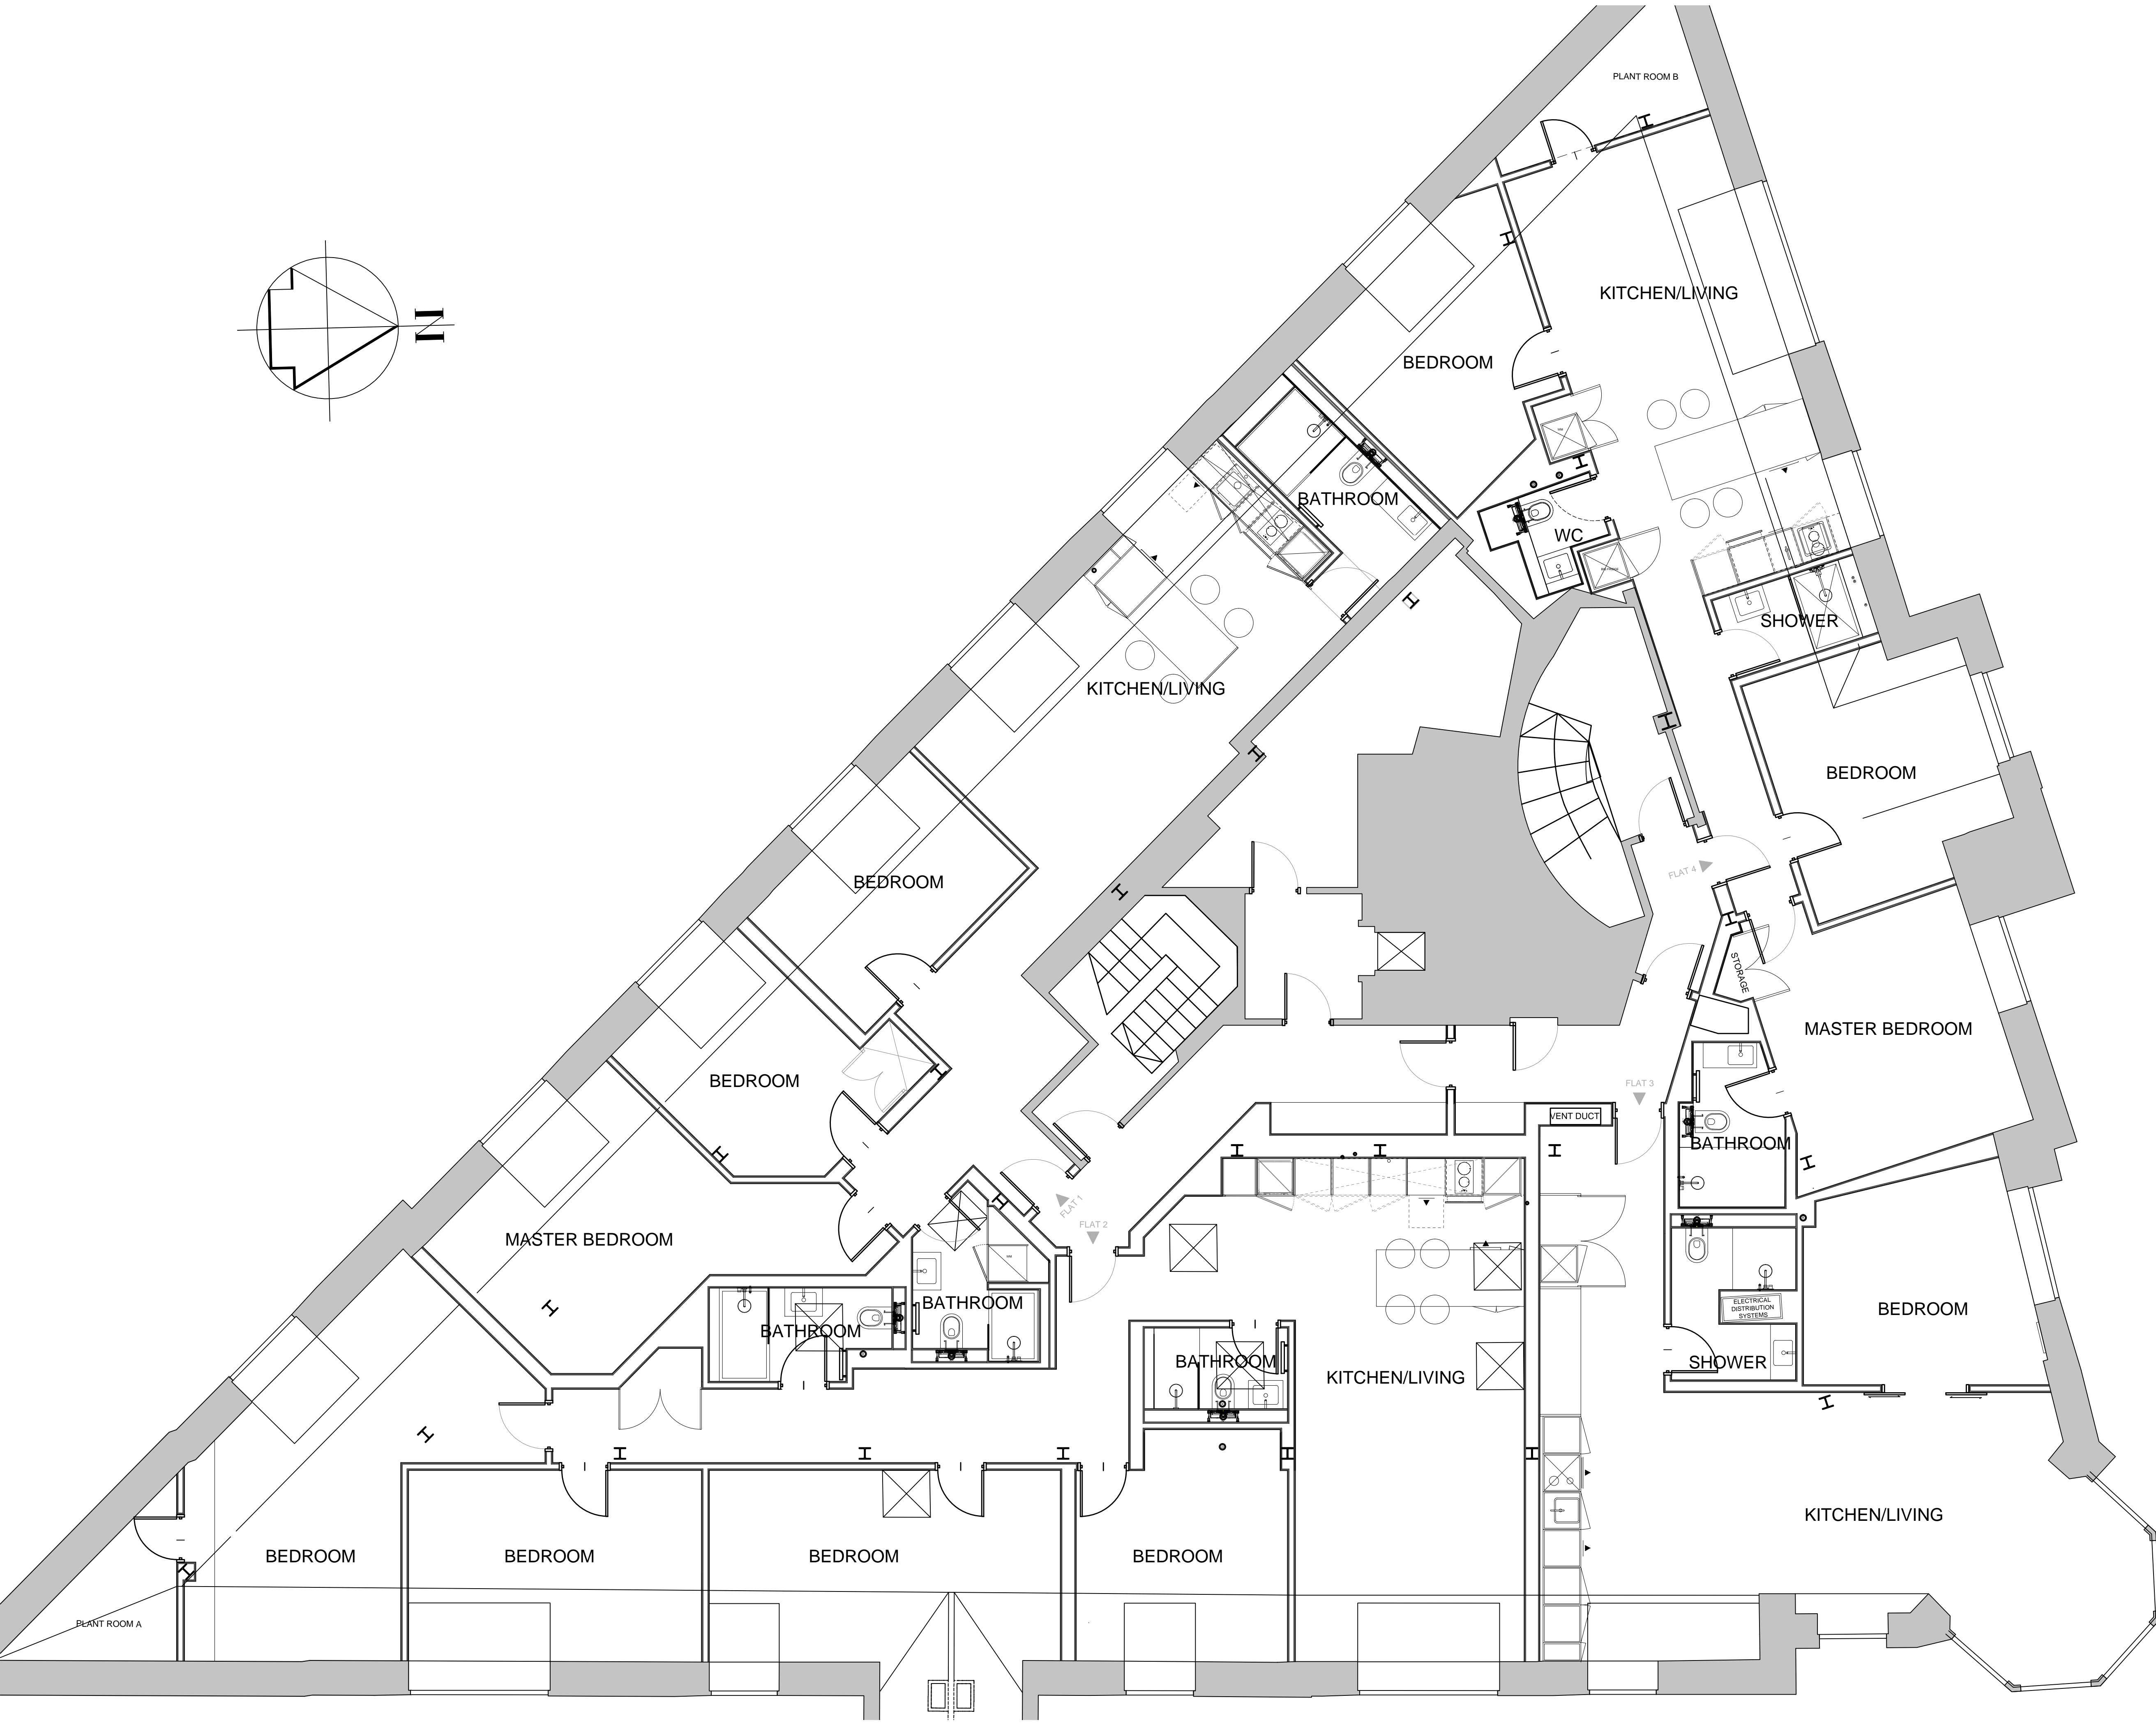 PLANT ROOM B
N
KITCHEN/LIVING
BEDROOM
BATHROOM
WC
SHOWER
KITCHEN/LIVING
BEDROOM
FLAT 4
BEDROOM
STORAGE
MASTER BEDROOM
BEDROOM
FLAT 3
VENT DUCT
BATHROOM
FLAT 1
FLAT 2
MASTER BEDROOM
BATHROOM
BATHROOM
ELECTRICAL
DISTRIBUTION
SYSTEMS
BEDROOM
BATHROOM
SHOWER
KITCHEN/LIVING
KITCHEN/LIVING
BEDROOM
BEDROOM
BEDROOM
BEDROOM
PLANT ROOM A